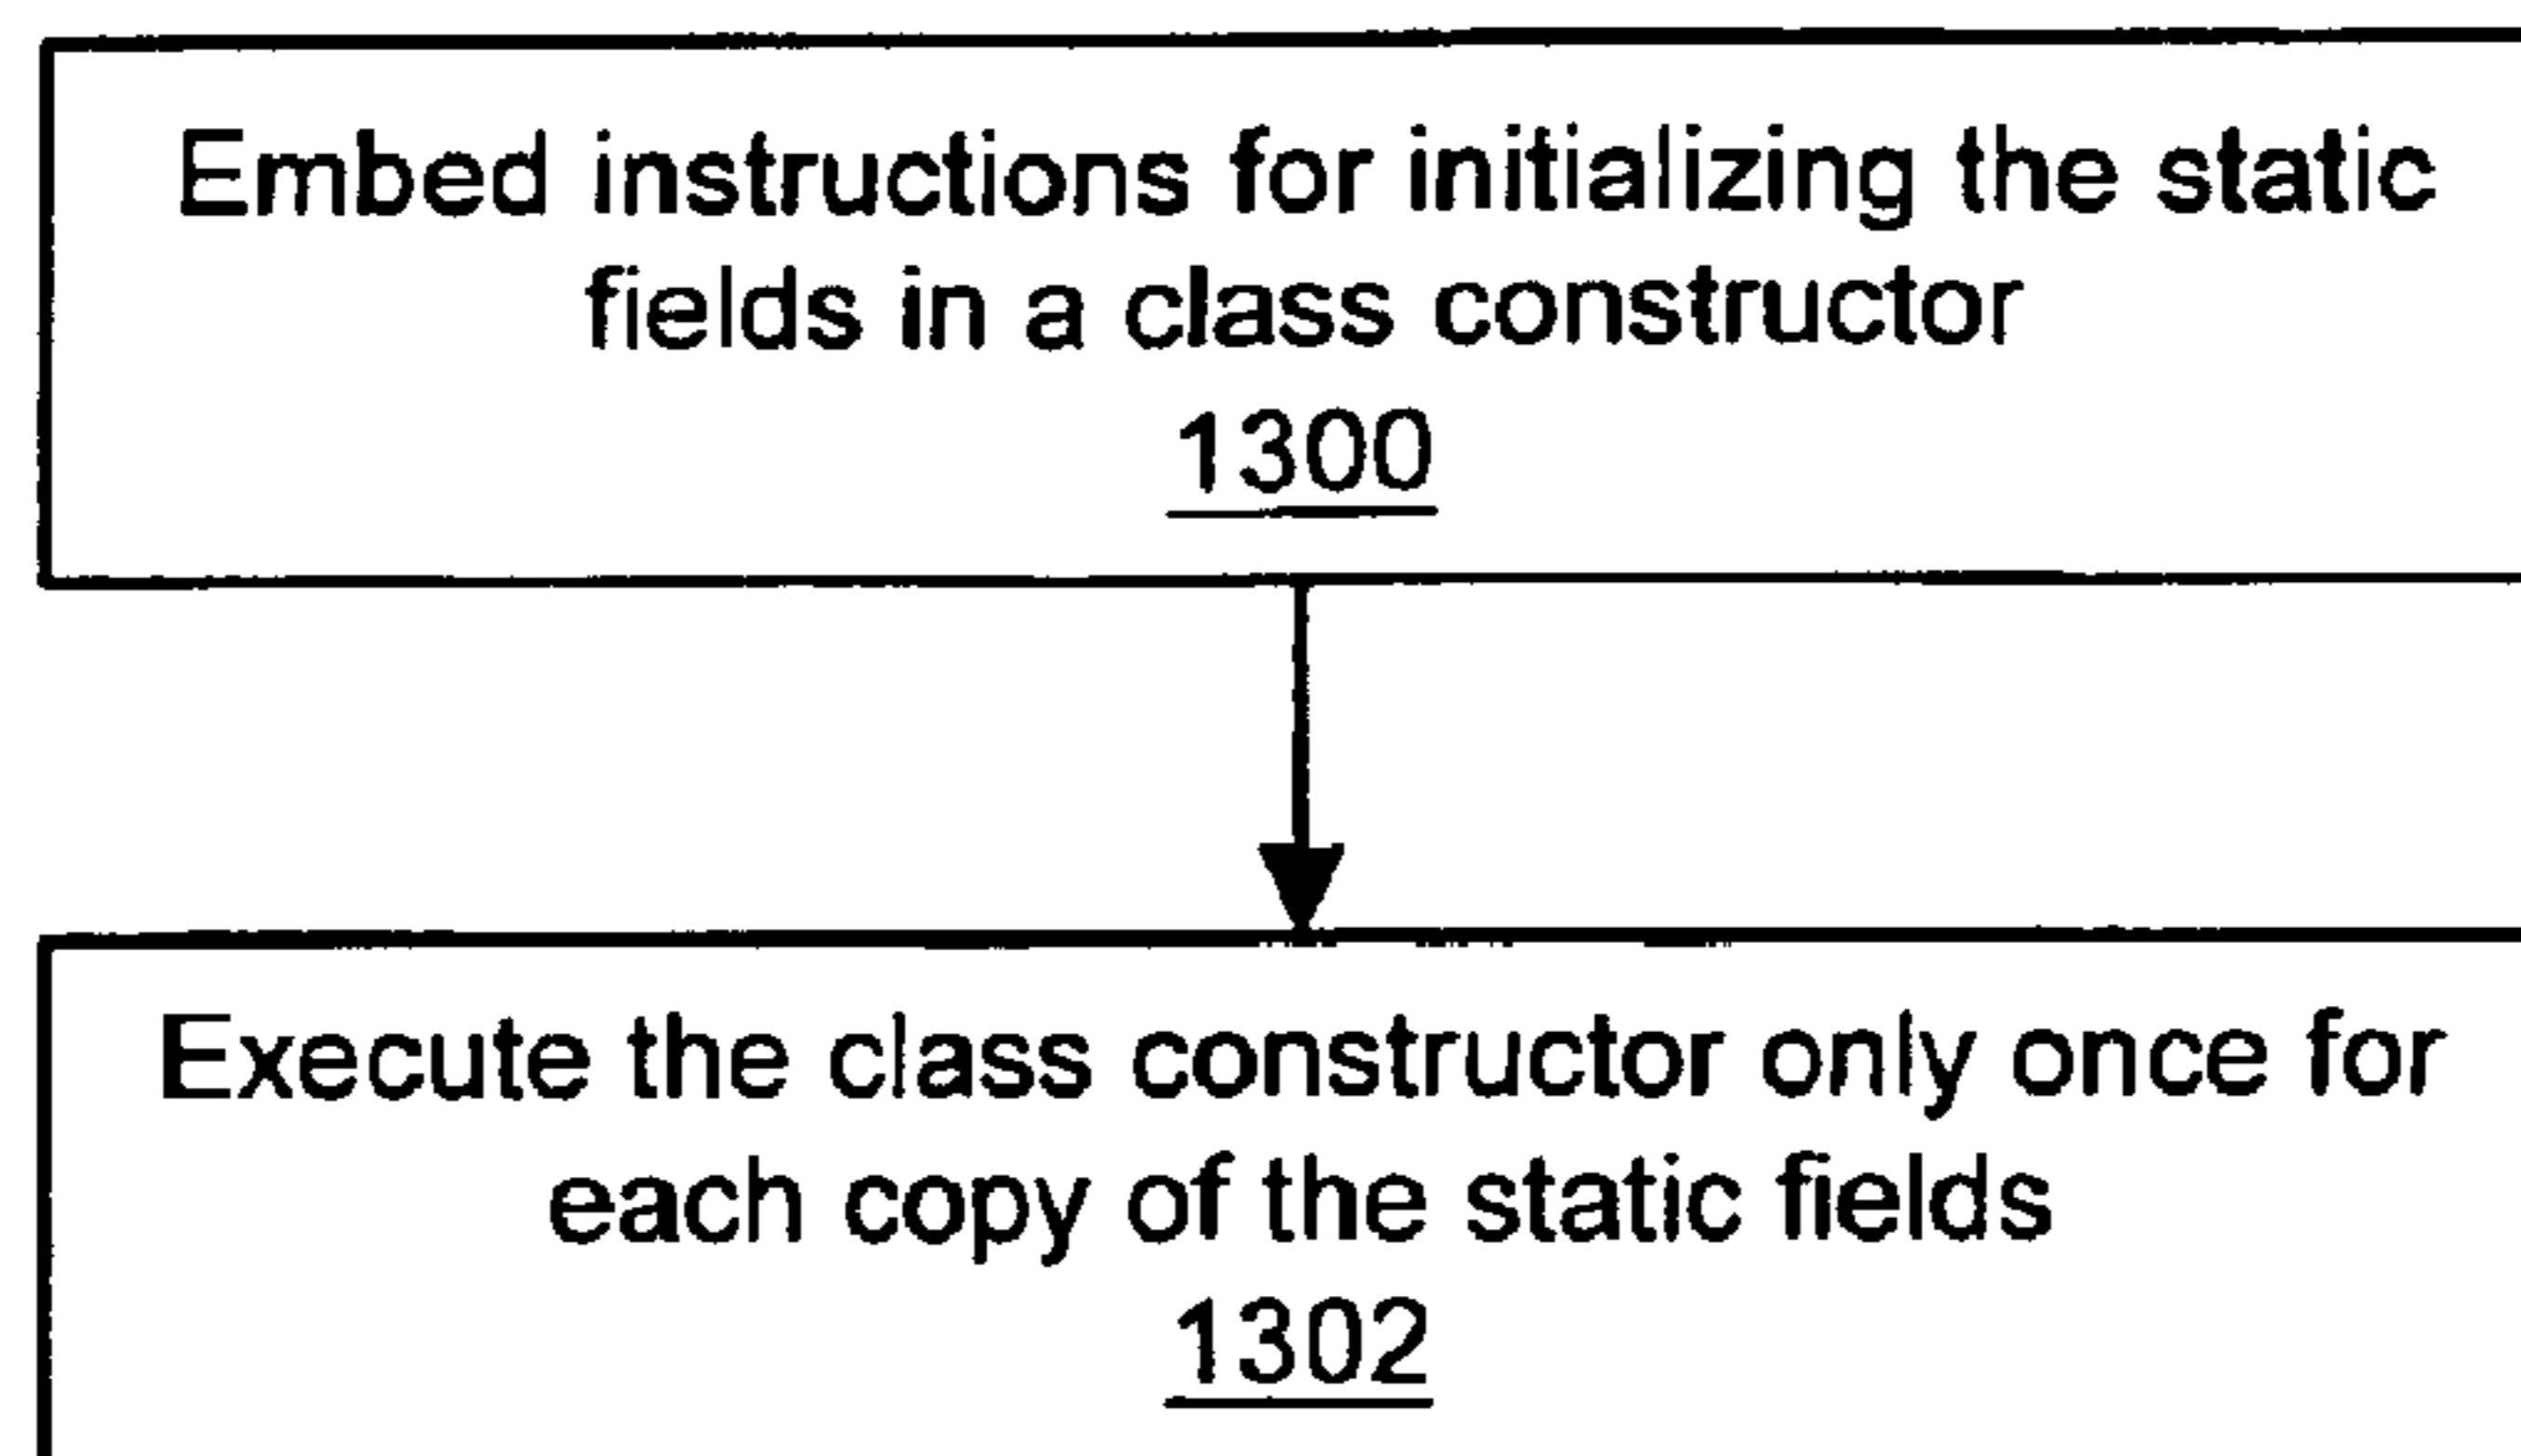 Embed instructions for initializing the static
fields in a class constructor
1300
Execute the class constructor only once for
each copy of the static fields
1302